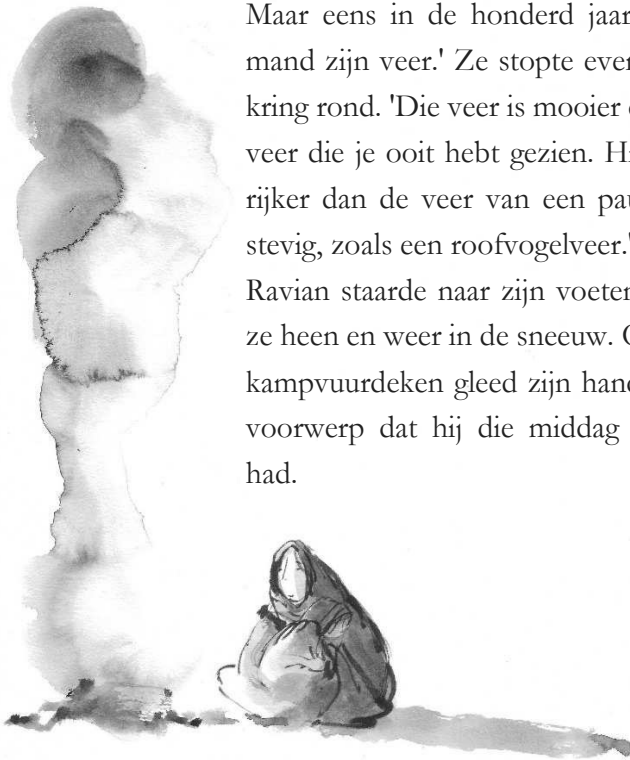 Maar eens in de honderd jaar
mand zijn veer.' Ze stopte even
kring rond. 'Die veer is mooier
veer die je ooit hebt gezien.
rijker dan de veer van een
stevig, zoals een roofvogelveer.'
Ravian staarde naar zijn voeten
ze heen en weer in de sneeuw.
kampvuurdeken gleed zijn hand
voorwerp dat hij die middag
had.